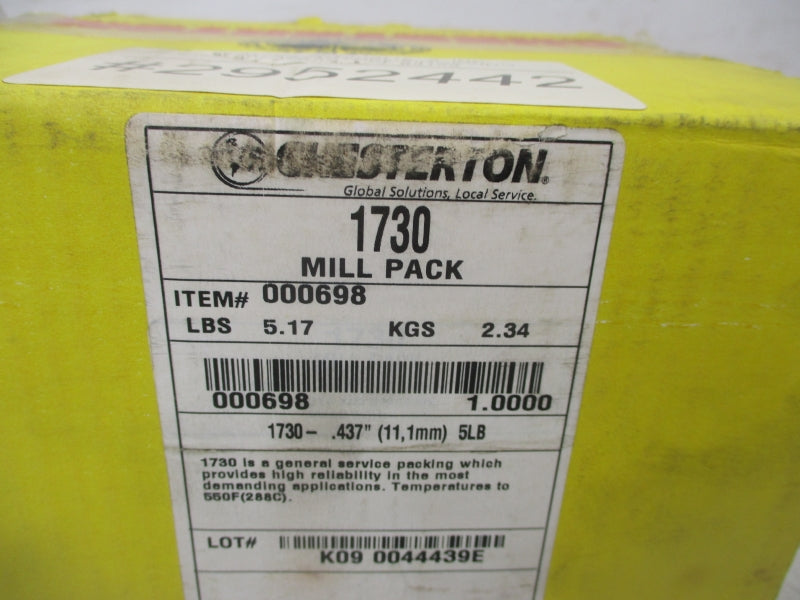 #2952442
CHESTERTON®
Global Solutions, Local Service.
1730
MILL PACK
ITEM# 000698
LBS 5.17 KGS 2.34
000698 1.0000
1730- .437" (11,1mm) 5LB
1730 is a general service packing which
provides high reliability in the most
demanding applications. Temperatures to
550F(288C).
LOT#
K09 0044439E